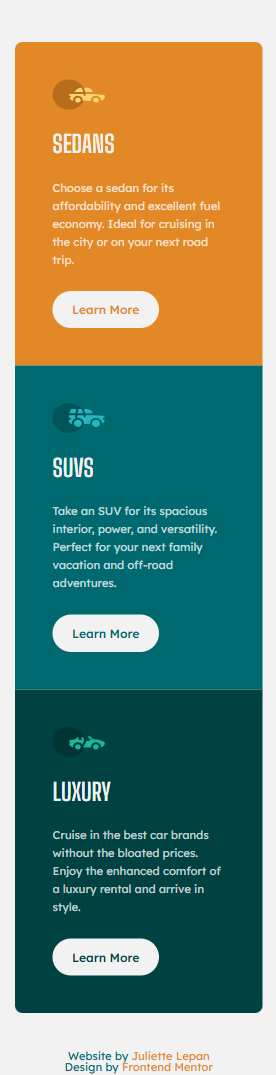 SEDANS
Choose a sedan for its
affordability and excellent fuel
economy. Ideal for cruising in
the city or on your next road
trip.
Learn More
SUVS
Take an SUV for its spacious
interior, power, and versatility.
Perfect for your next family
vacation and off-road
adventures.
Learn More
LUXURY
Cruise in the best car brands
without the bloated prices.
Enjoy the enhanced comfort of
a luxury rental and arrive in
style.
Learn More
Website by Juliette Lepan
Design by Frontend Mentor